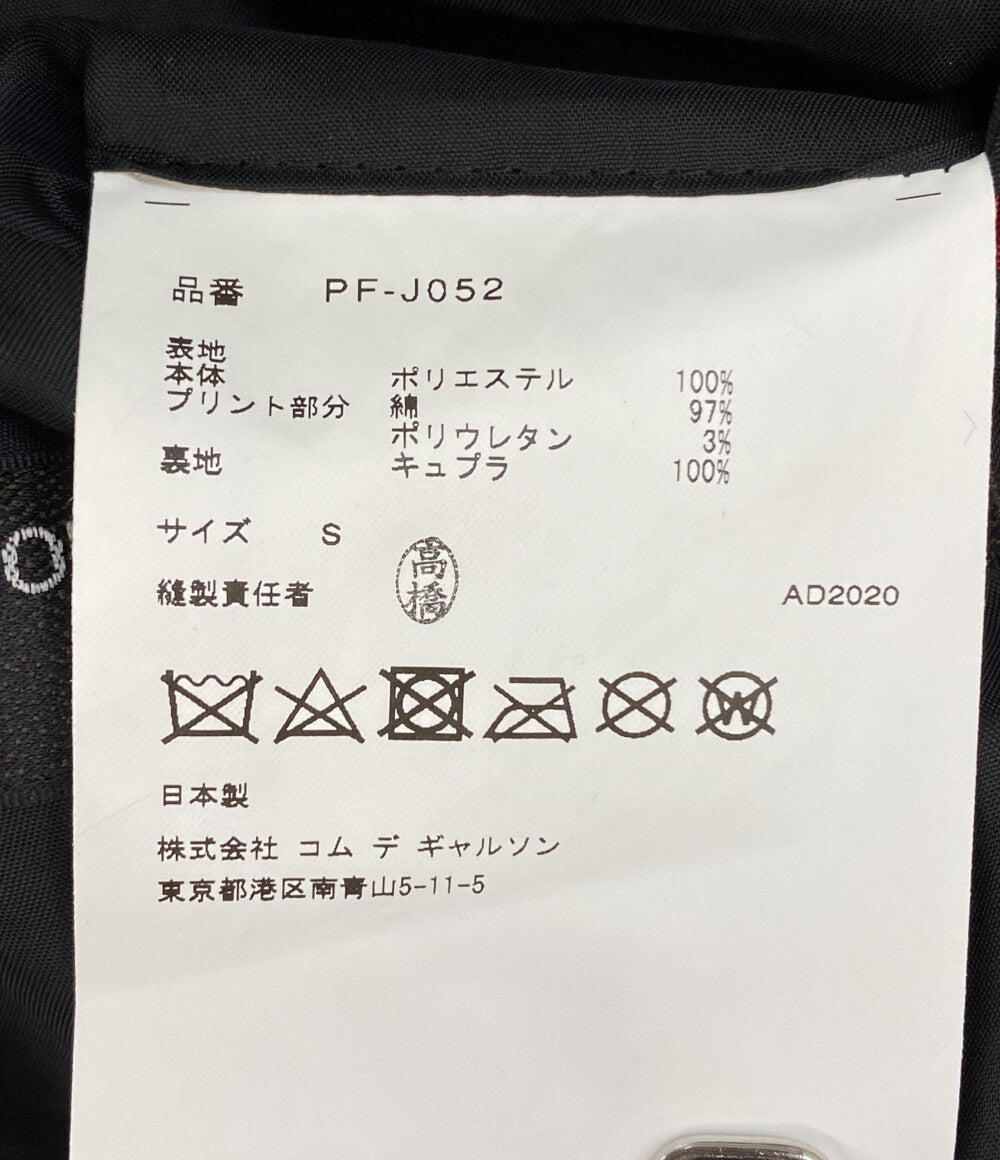 品番 PF-J052
表地
本体 ポリエステル 100%
プリント部分 綿 97%
ポリウレタン 3%
裏地 キュプラ 100%
サイズ S
縫製責任者 高橋 AD2020
W
日本製
株式会社 コム デ ギャルソン
東京都港区南青山5-11-5